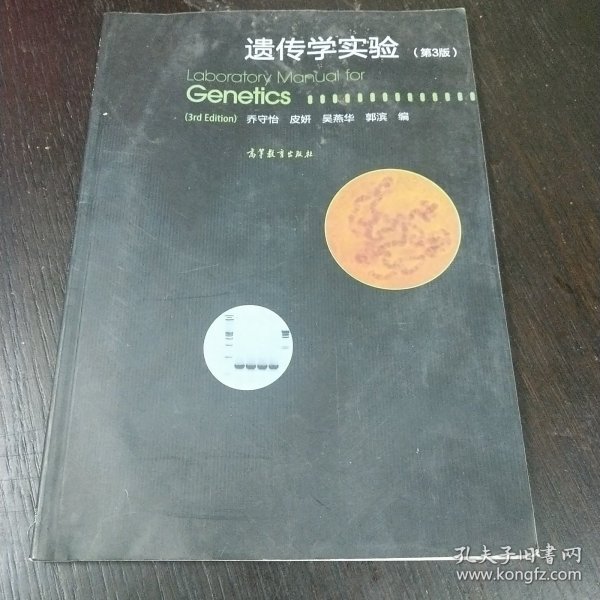 遗传学实验（第3版）
Laboratory Manual for
Genetics
(3rd Edition) 乔守怡 皮妍 吴燕华 郭滨 编
高等教育出版社
孔夫子旧书网
www.kongfz.com